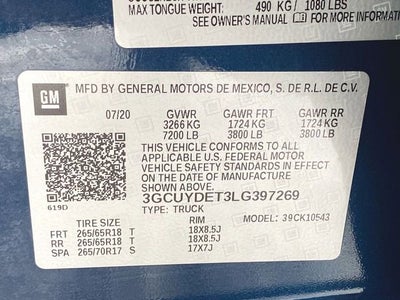 MAX TONGUE WEIGHT: 490 KG / 1080 LBS
SEE OWNER'S MANUAL FOR MORE INFORMATION
GM MFD BY GENERAL MOTORS DE MEXICO, S. DE R.L. DE C.V.
07/20 GVWR GAWR FRT GAWR RR
3266 KG 1724 KG 1724 KG
7200 LB 3800 LB 3800 LB
THIS VEHICLE CONFORMS TO ALL
APPLICABLE U.S. FEDERAL MOTOR
VEHICLE SAFETY STANDARDS IN EFFECT ON
THE DATE OF MANUFACTURE SHOWN ABOVE.
619D 3GCUYDET3LG397269
TYPE: TRUCK 39CK10543
TIRE SIZE RIM
FRT 265/65R18 T 18X8.5J
RR 265/65R18 T 18X8.5J
SPA 265/70R17 S 17X7J